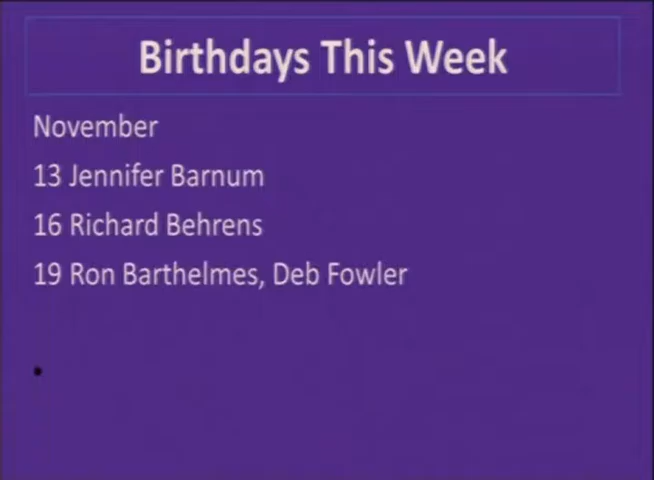 Birthdays This Week
November
13 Jennifer Barnum
16 Richard Behrens
19 Ron Barthelmes, Deb Fowler